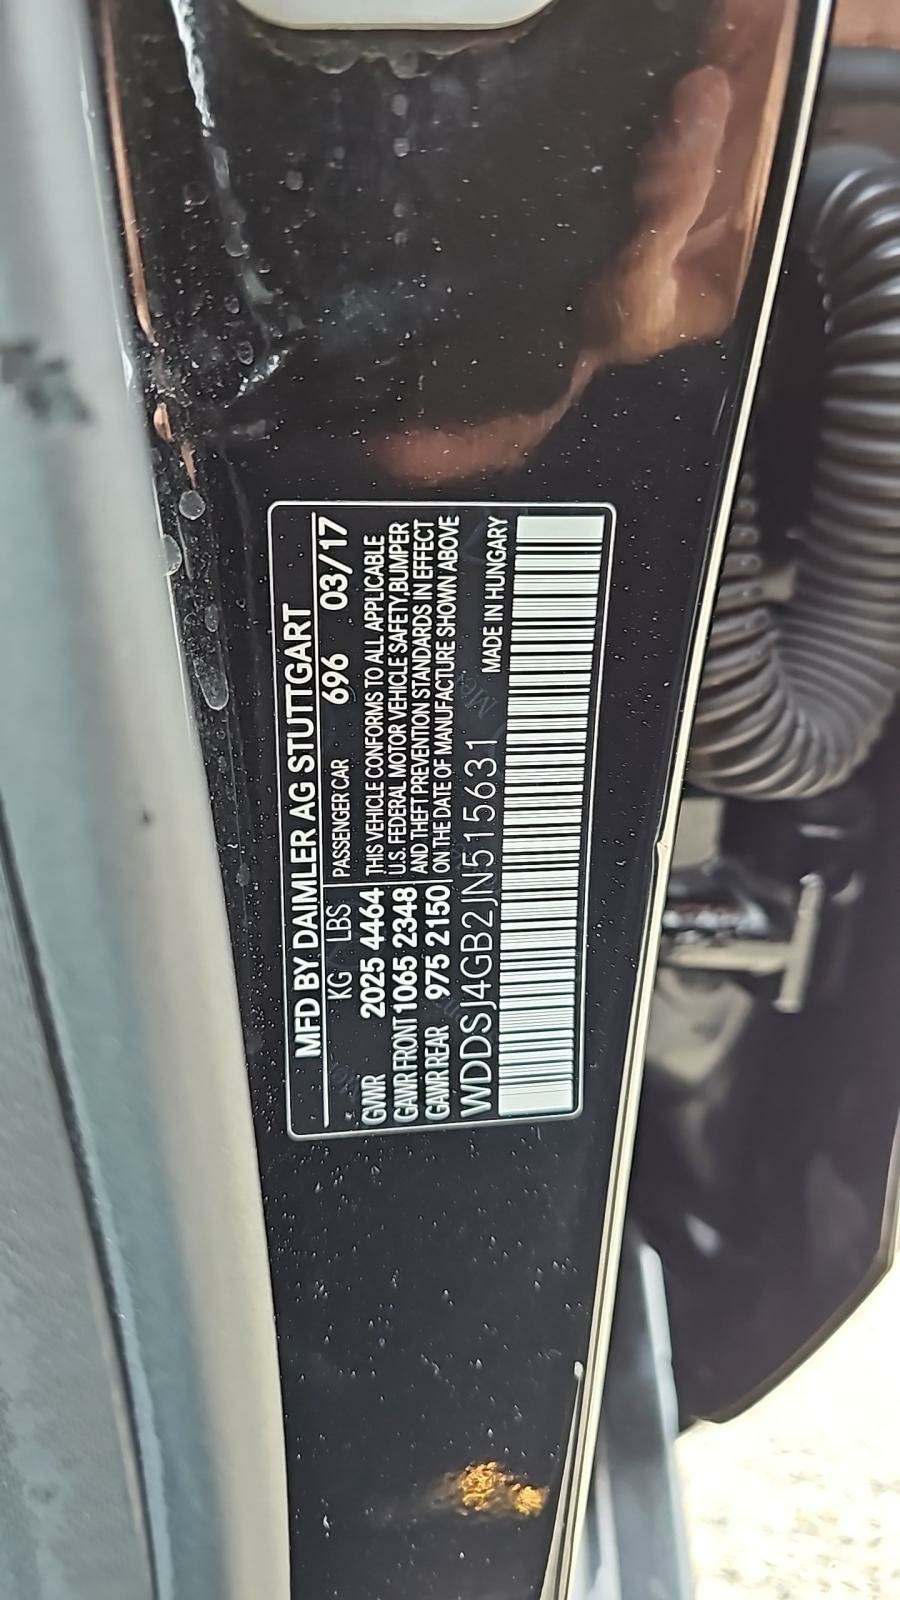 MFD BY DAIMLER AG STUTTGART
KG LBS PASSENGER CAR 696 03/17
GVWR 2025 4464 THIS VEHICLE CONFORMS TO ALL APPLICABLE
GAWR FRONT 1065 2348 U.S. FEDERAL MOTOR VEHICLE SAFETY,BUMPER
GAWR REAR 975 2150 AND THEFT PREVENTION STANDARDS IN EFFECT
ON THE DATE OF MANUFACTURE SHOWN ABOVE
WDDSJ4GB2JN515631 MADE IN HUNGARY